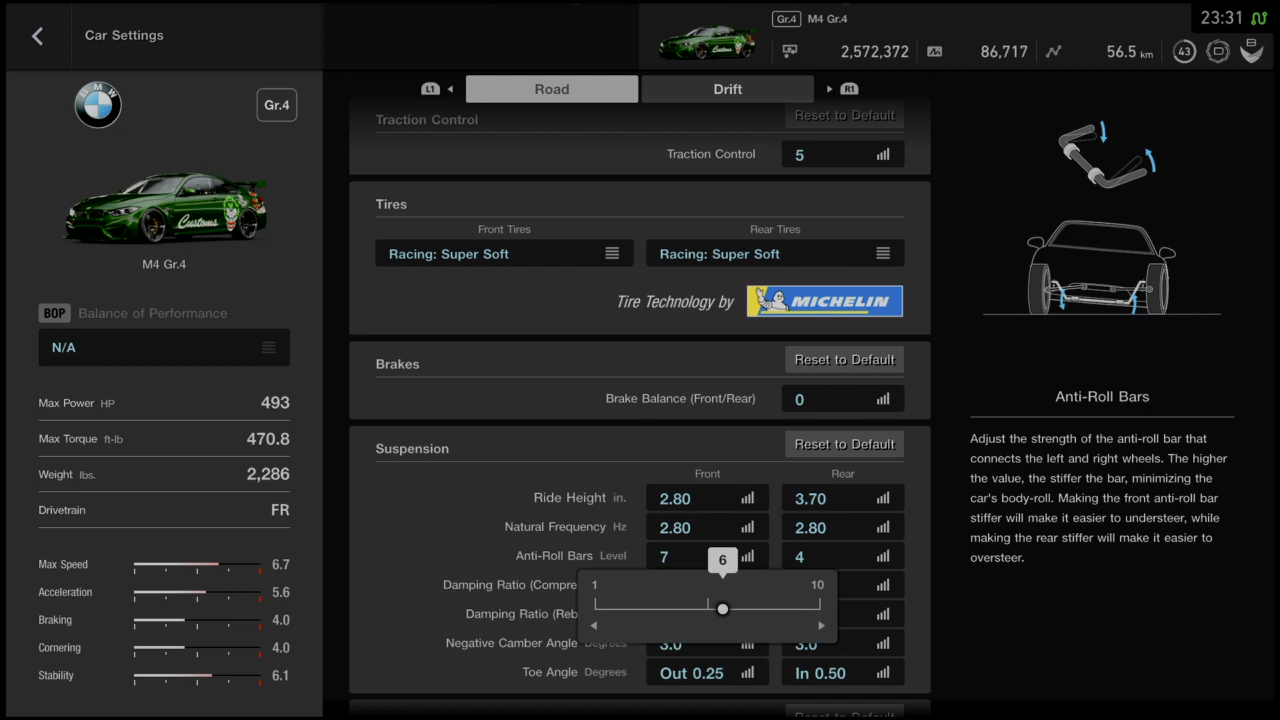 Car Settings
Gr.4 M4 Gr.4
23:31
2,572,372 86,717 56.5 km 43 B
L1 Road Drift R1
BMW
Gr.4
Customs
M4 Gr.4
BOP Balance of Performance
N/A
Max Power HP 493
Max Torque ft-lb 470.8
Weight lbs. 2,286
Drivetrain FR
Max Speed 6.7
Acceleration 5.6
Braking 4.0
Cornering 4.0
Stability 6.1
Traction Control Reset to Default
Traction Control 5
Tires
Front Tires Rear Tires
Racing: Super Soft Racing: Super Soft
Tire Technology by MICHELIN
Brakes Reset to Default
Brake Balance (Front/Rear) 0
Suspension Reset to Default
Front Rear
Ride Height in. 2.80 3.70
Natural Frequency Hz 2.80 2.80
Anti-Roll Bars Level 7 4
6
Damping Ratio (Compre
1 10
Damping Ratio (Reb
Negative Camber Angle Degrees 3.0 3.0
Toe Angle Degrees Out 0.25 In 0.50
Reset to Default
Anti-Roll Bars
Adjust the strength of the anti-roll bar that
connects the left and right wheels. The higher
the value, the stiffer the bar, minimizing the
car's body-roll. Making the front anti-roll bar
stiffer will make it easier to understeer, while
making the rear stiffer will make it easier to
oversteer.